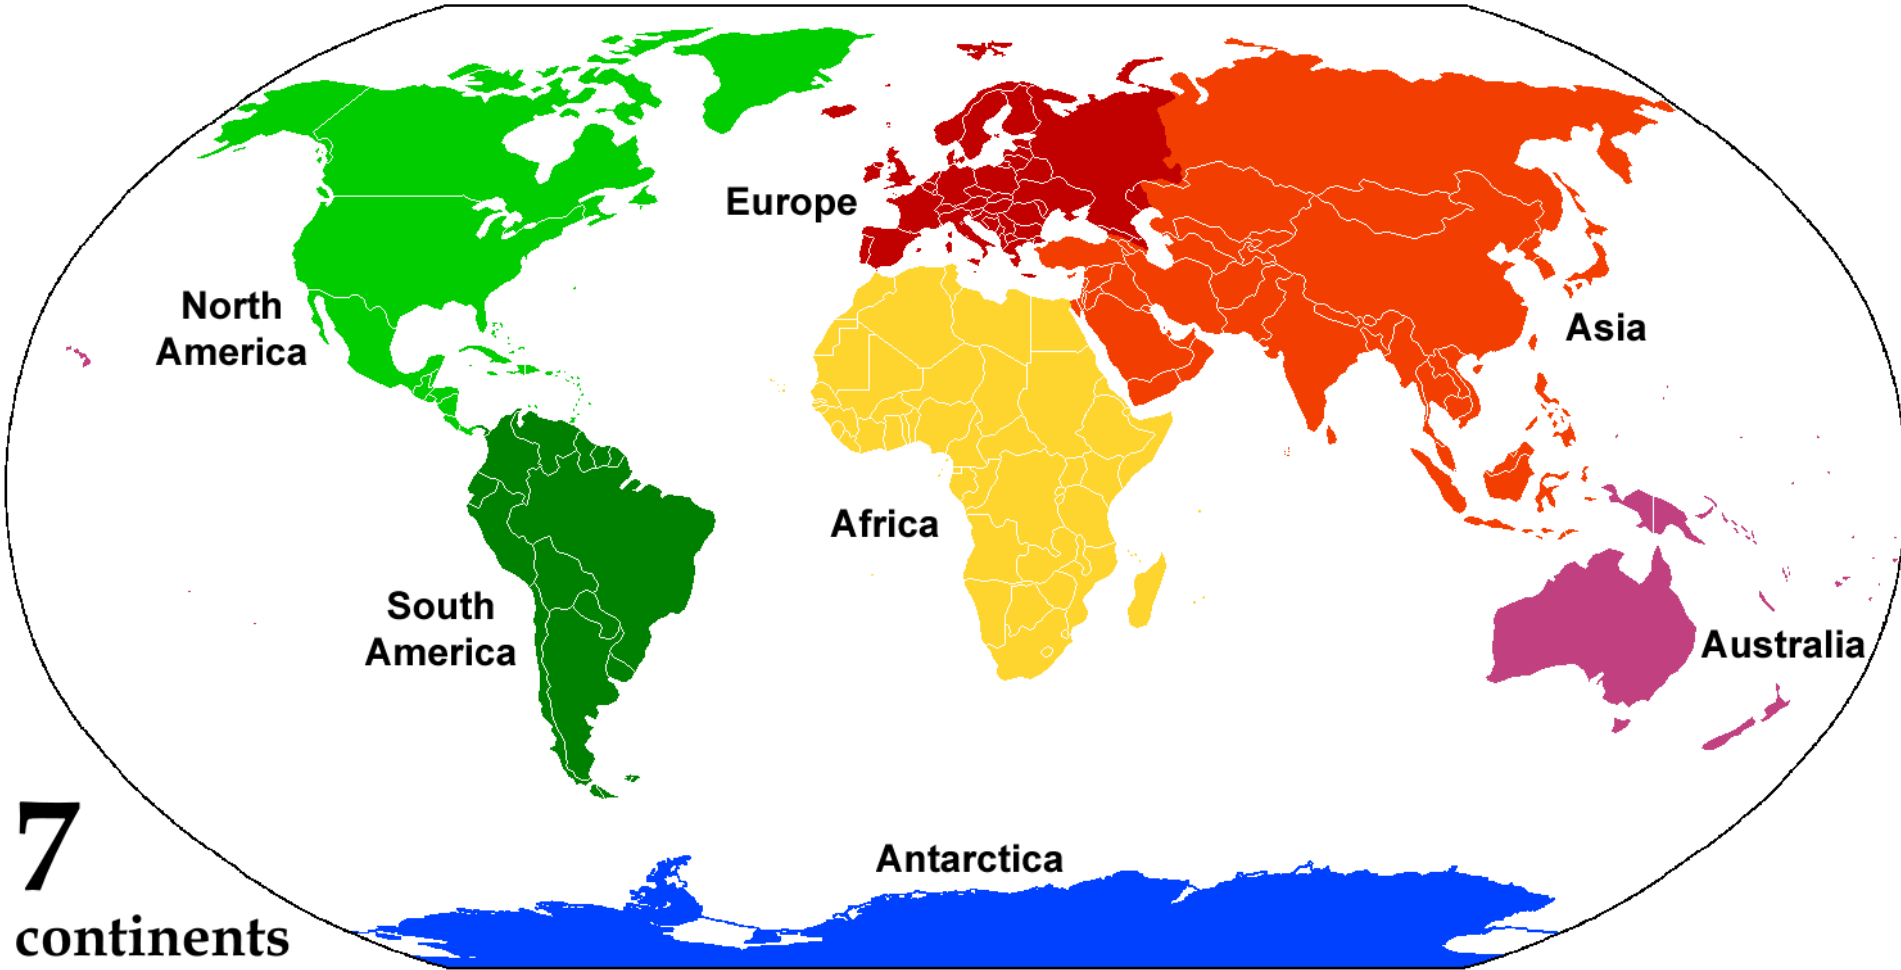 Europe
North
America
Asia
Africa
South
America
Australia
Antarctica
7
continents